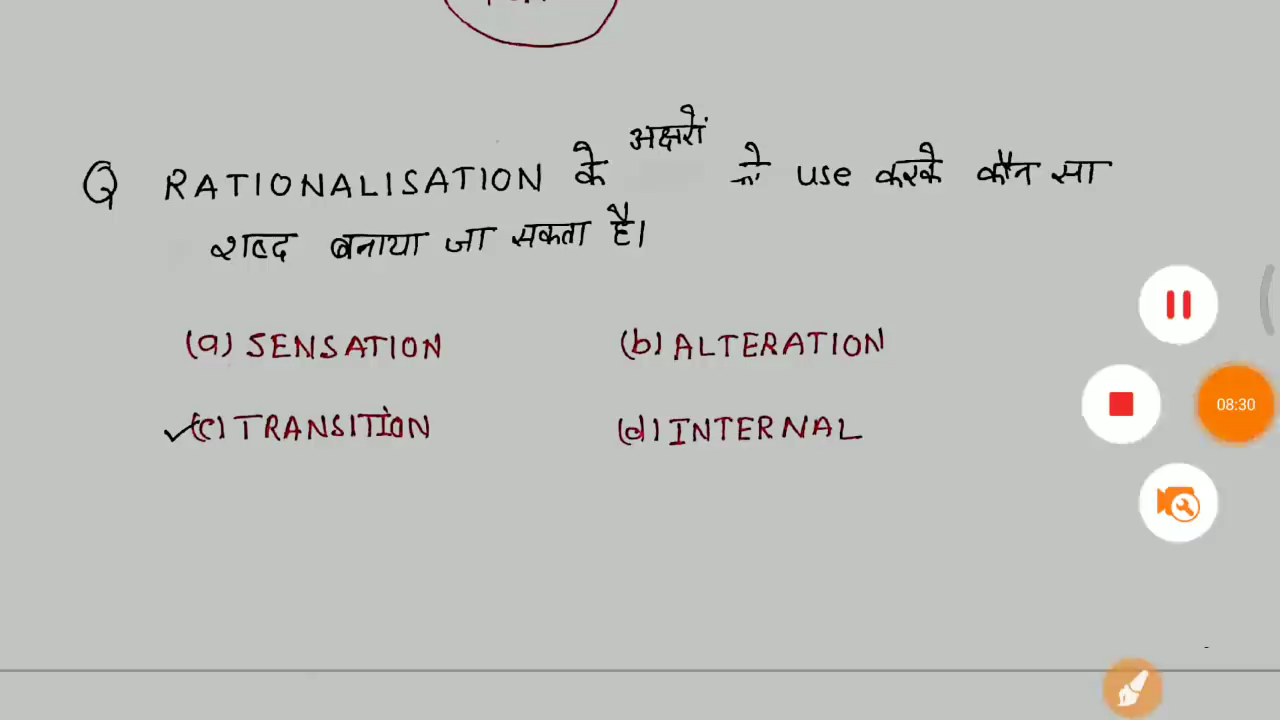 अक्षरों
Q RATIONALISATION के को use करके कौन सा
शब्द बनाया जा सकता है।
(a) SENSATION (b) ALTERATION
(c) TRANSITION (d) INTERNAL
08:30